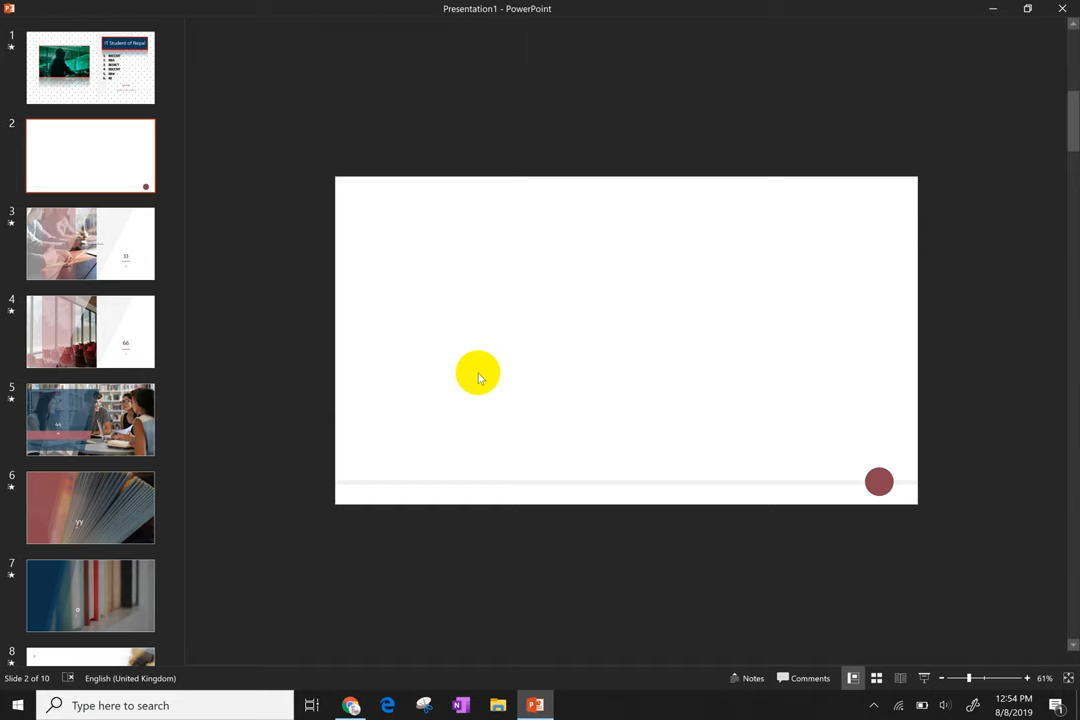 Presentation1 - PowerPoint
1
IT Student of Nepal
2
3
33
4
66
5
44
6
yy
7
8
Slide 2 of 10
English (United Kingdom)
Notes
Comments
61%
Type here to search
12:54 PM
8/8/2019